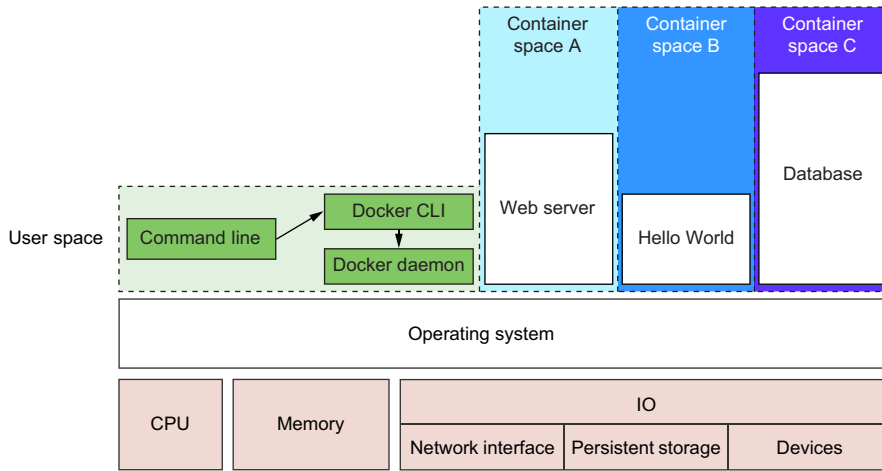 Container
space A
Container
space B
Container
space C
Database
Web server
Hello World
User space
Command line
Docker CLI
Docker daemon
Operating system
CPU
Memory
IO
Network interface
Persistent storage
Devices